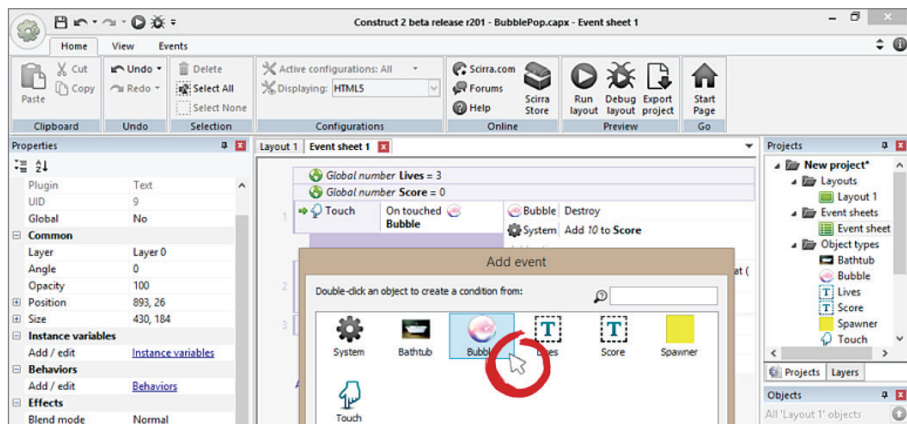 Construct 2 beta release r201 - BubblePop.capx - Event sheet 1
Home View Events
Paste
Cut
Copy
Clipboard
Undo
Redo
Undo
Delete
Select All
Select None
Selection
Active configurations: All
Displaying: HTML5
Configurations
Scirra.com
Forums
Help
Scirra Store
Online
Run layout
Debug layout
Export project
Preview
Start Page
Go
Properties
Plugin Text
UID 9
Global No
Common
Layer Layer 0
Angle 0
Opacity 100
Position 893, 26
Size 430, 184
Instance variables
Add / edit Instance variables
Behaviors
Add / edit Behaviors
Effects
Blend mode Normal
Layout 1 Event sheet 1
Global number Lives = 3
Global number Score = 0
1
Touch On touched Bubble
Bubble Destroy
System Add 10 to Score
2
at (
3
Add event
Double-click an object to create a condition from:
System Bathtub Score Spawner
Touch
Projects
New project*
Layouts
Layout 1
Event sheets
Event sheet
Object types
Bathtub
Bubble
Lives
Score
Spawner
Touch
Projects Layers
Objects
All 'Layout 1' objects